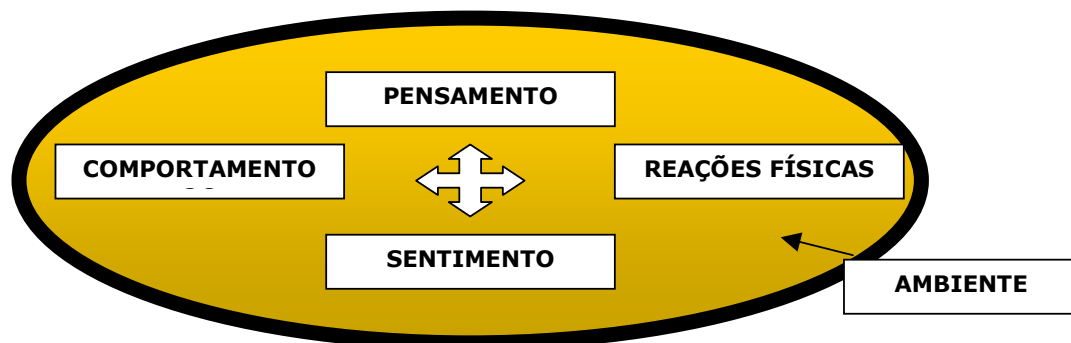 PENSAMENTO
COMPORTAMENTO
REAÇÕES FÍSICAS
SENTIMENTO
AMBIENTE